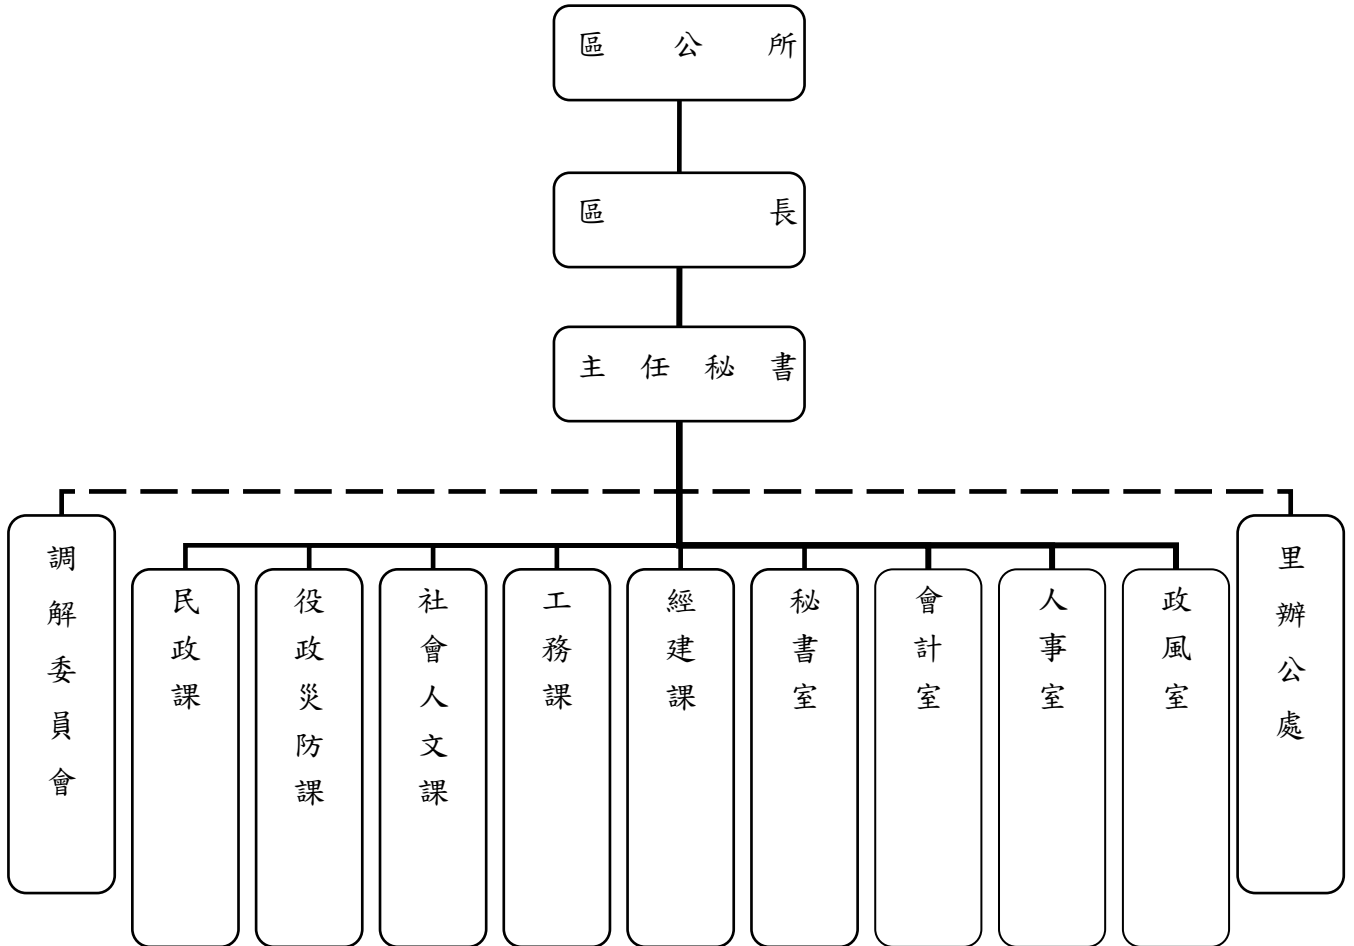 區公所
區長
主任秘書
調解委員會
民政課
役政災防課
社會人文課
工務課
經建課
秘書室
會計室
人事室
政風室
里辦公處